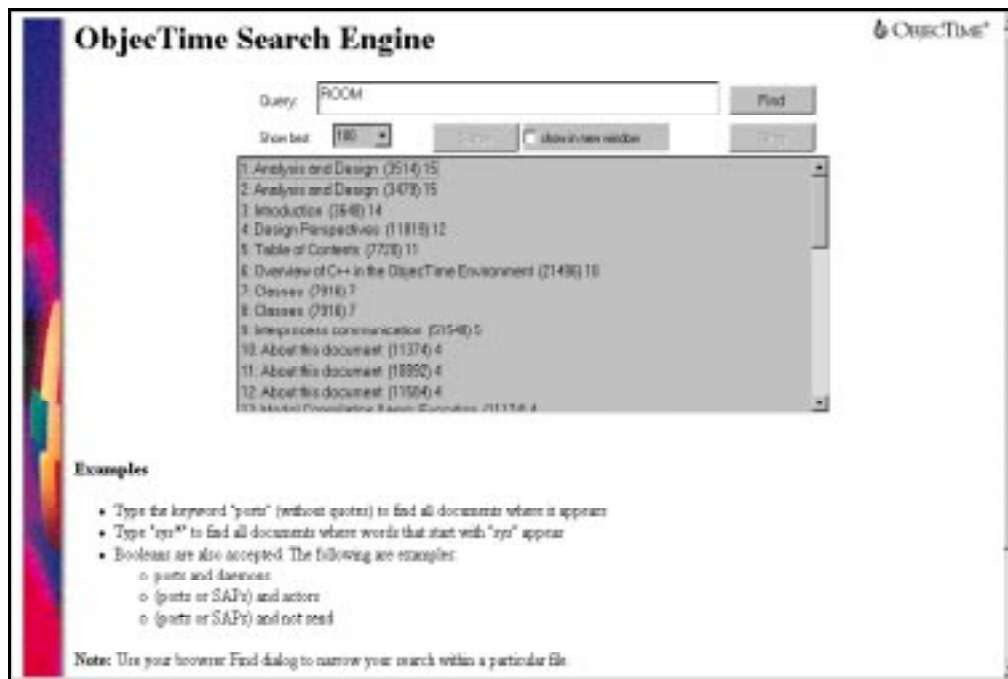 ObjecTime Search Engine
OBJECTIME
Query: ROOM Find
Show best 100 show in new window
1: Analysis and Design (3514) 15
2: Analysis and Design (3479) 15
3: Introduction (3648) 14
4: Design Perspectives (11819) 12
5: Table of Contents (7720) 11
6: Overview of C++ in the ObjecTime Environment (21496) 10
7: Classes (7916) 7
8: Classes (7916) 7
9: Interprocess communication (51548) 5
10: About this document (11374) 4
11: About this document (10892) 4
12: About this document (11504) 4
Examples
• Type the keyword "ports" (without quotes) to find all documents where it appears
• Type "sys*" to find all documents where words that start with "sys" appear
• Booleans are also accepted. The following are examples:
o ports and daemons
o (ports or SAPs) and actors
o (ports or SAPs) and not send
Note: Use your browser Find dialog to narrow your search within a particular file.